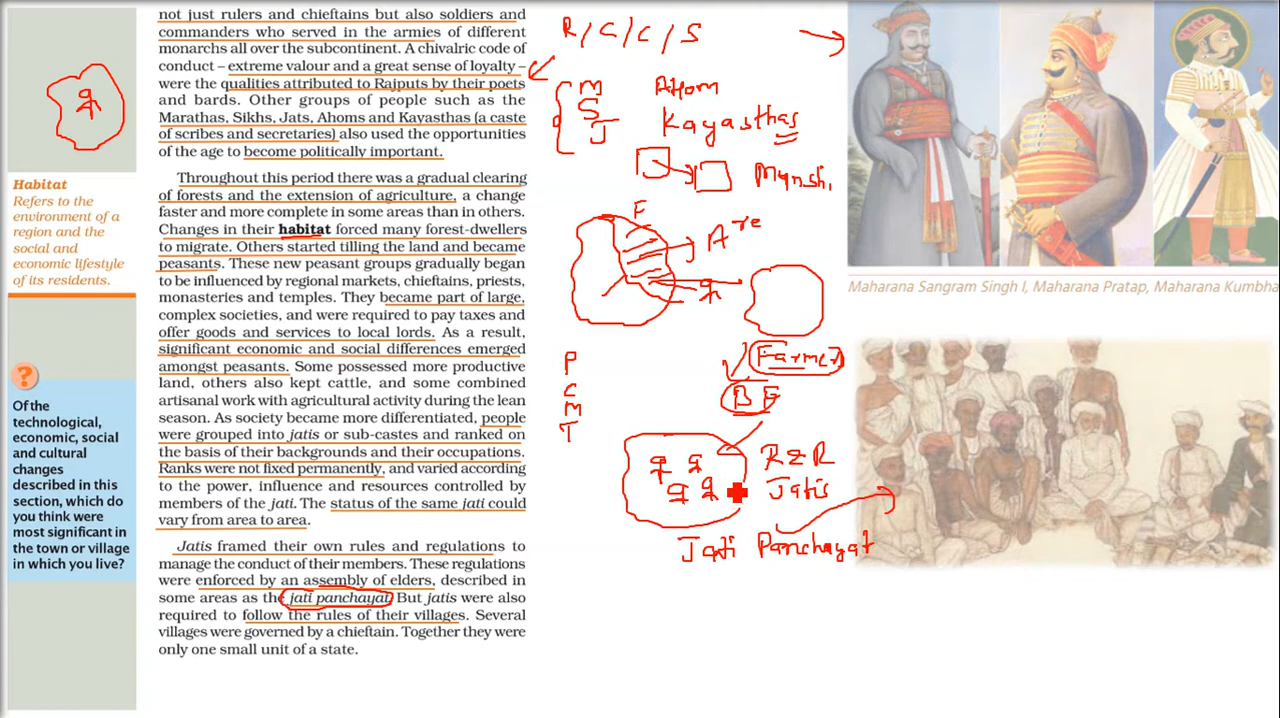 not just rulers and chieftains but also soldiers and
commanders who served in the armies of different
monarchs all over the subcontinent. A chivalric code of
conduct – extreme valour and a great sense of loyalty –
were the qualities attributed to Rajputs by their poets
and bards. Other groups of people such as the
Marathas, Sikhs, Jats, Ahoms and Kayasthas (a caste
of scribes and secretaries) also used the opportunities
of the age to become politically important.
Throughout this period there was a gradual clearing
of forests and the extension of agriculture, a change
faster and more complete in some areas than in others.
Changes in their habitat forced many forest-dwellers
to migrate. Others started tilling the land and became
peasants. These new peasant groups gradually began
to be influenced by regional markets, chieftains, priests,
monasteries and temples. They became part of large,
complex societies, and were required to pay taxes and
offer goods and services to local lords. As a result,
significant economic and social differences emerged
amongst peasants. Some possessed more productive
land, others also kept cattle, and some combined
artisanal work with agricultural activity during the lean
season. As society became more differentiated, people
were grouped into jatis or sub-castes and ranked on
the basis of their backgrounds and their occupations.
Ranks were not fixed permanently, and varied according
to the power, influence and resources controlled by
members of the jati. The status of the same jati could
vary from area to area.
Jatis framed their own rules and regulations to
manage the conduct of their members. These regulations
were enforced by an assembly of elders, described in
some areas as the jati panchayat. But jatis were also
required to follow the rules of their villages. Several
villages were governed by a chieftain. Together they were
only one small unit of a state.
Habitat
Refers to the
environment of a
region and the
social and
economic lifestyle
of its residents.
?
Of the
technological,
economic, social
and cultural
changes
described in this
section, which do
you think were
most significant in
the town or village
in which you live?
R/C/C/S
M Ahom
S Kayasthas
J
Munshi
F
A re
Farmer
P
C
M
T
R & R
Jatis
Jati Panchayat
Maharana Sangram Singh I, Maharana Pratap, Maharana Kumbha